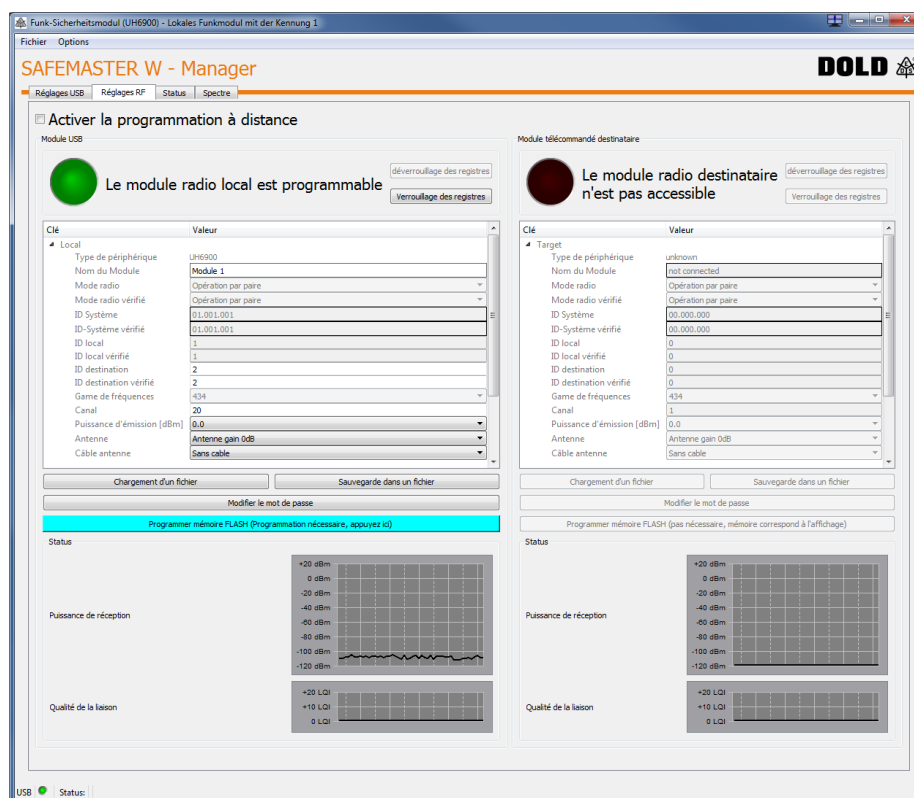 Funk-Sicherheitsmodul (UH6900) - Lokales Funkmodul mit der Kennung 1
Fichier Options
SAFEMASTER W - Manager
DOLD
Réglages USB Réglages RF Status Spectre
Activer la programmation à distance
Module USB
Le module radio local est programmable
déverrouillage des registres
Verrouillage des registres
Clé Valeur
Local
Type de périphérique UH6900
Nom du Module Module 1
Mode radio Opération par paire
Mode radio vérifié Opération par paire
ID Système 01.001.001
ID-Système vérifié 01.001.001
ID local 1
ID local vérifié 1
ID destination 2
ID destination vérifié 2
Game de fréquences 434
Canal 20
Puissance d'émission [dBm] 0.0
Antenne Antenne gain 0dB
Câble antenne Sans cable
Chargement d'un fichier Sauvegarde dans un fichier
Modifier le mot de passe
Programmer mémoire FLASH (Programmation nécessaire, appuyez ici)
Status
Puissance de réception
+20 dBm
0 dBm
-20 dBm
-40 dBm
-60 dBm
-80 dBm
-100 dBm
-120 dBm
Qualité de la liaison
+20 LQI
+10 LQI
0 LQI
Module télécommandé destinataire
Le module radio destinataire
n'est pas accessible
déverrouillage des registres
Verrouillage des registres
Clé Valeur
Target
Type de périphérique unknown
Nom du Module not connected
Mode radio Opération par paire
Mode radio vérifié Opération par paire
ID Système 00.000.000
ID-Système vérifié 00.000.000
ID local 0
ID local vérifié 0
ID destination 0
ID destination vérifié 0
Game de fréquences 434
Canal 1
Puissance d'émission [dBm] 0.0
Antenne Antenne gain 0dB
Câble antenne Sans cable
Chargement d'un fichier Sauvegarde dans un fichier
Modifier le mot de passe
Programmer mémoire FLASH (pas nécessaire, mémoire correspond à l'affichage)
Status
Puissance de réception
+20 dBm
0 dBm
-20 dBm
-40 dBm
-60 dBm
-80 dBm
-100 dBm
-120 dBm
Qualité de la liaison
+20 LQI
+10 LQI
0 LQI
USB Status: